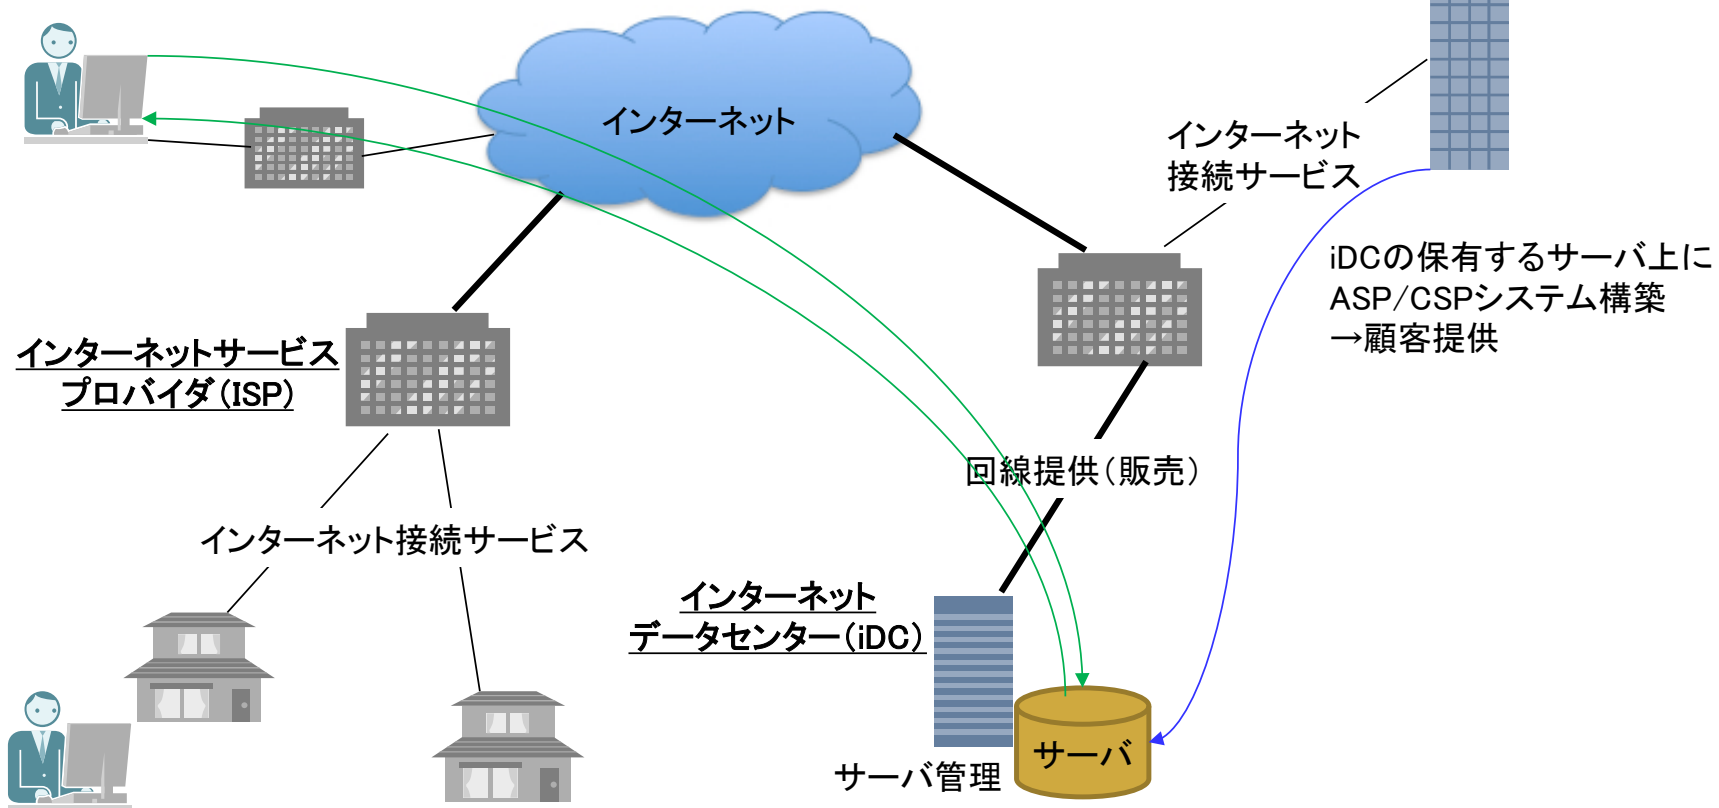 インターネット
インターネット
接続サービス
iDCの保有するサーバ上に
ASP/CSPシステム構築
→顧客提供
インターネットサービス
プロバイダ(ISP)
回線提供(販売)
インターネット接続サービス
インターネット
データセンター(iDC)
サーバ
サーバ管理